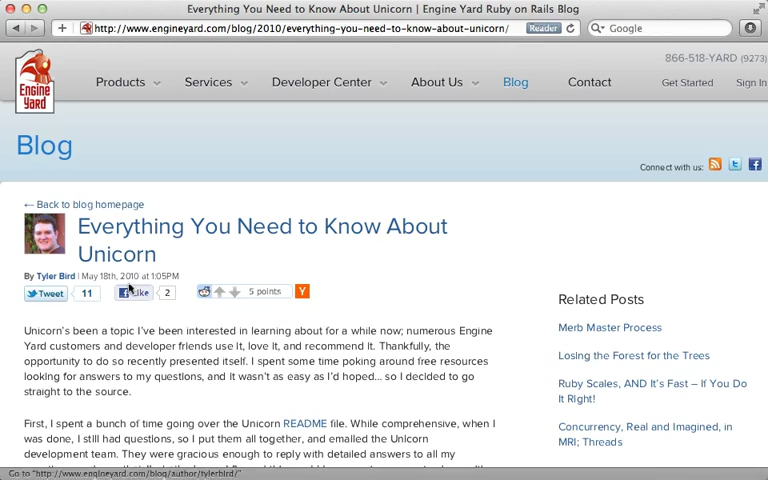 Everything You Need to Know About Unicorn | Engine Yard Ruby on Rails Blog
http://www.engineyard.com/blog/2010/everything-you-need-to-know-about-unicorn/
Reader
Google
866-518-YARD (9273)
Engine Yard
Products
Services
Developer Center
About Us
Blog
Contact
Get Started
Sign In
Blog
Connect with us:
← Back to blog homepage
Everything You Need to Know About
Unicorn
By Tyler Bird | May 18th, 2010 at 1:05PM
Tweet
11
Like
2
5 points
Y
Unicorn's been a topic I've been interested in learning about for a while now; numerous Engine
Yard customers and developer friends use it, love it, and recommend it. Thankfully, the
opportunity to do so recently presented itself. I spent some time poking around free resources
looking for answers to my questions, and it wasn't as easy as I'd hoped... so I decided to go
straight to the source.
First, I spent a bunch of time going over the Unicorn README file. While comprehensive, when I
was done, I still had questions, so I put them all together, and emailed the Unicorn
development team. They were gracious enough to reply with detailed answers to all my
Related Posts
Merb Master Process
Losing the Forest for the Trees
Ruby Scales, AND It's Fast – If You Do
It Right!
Concurrency, Real and Imagined, in
MRI; Threads
Go to "http://www.engineyard.com/blog/author/tylerbird/"